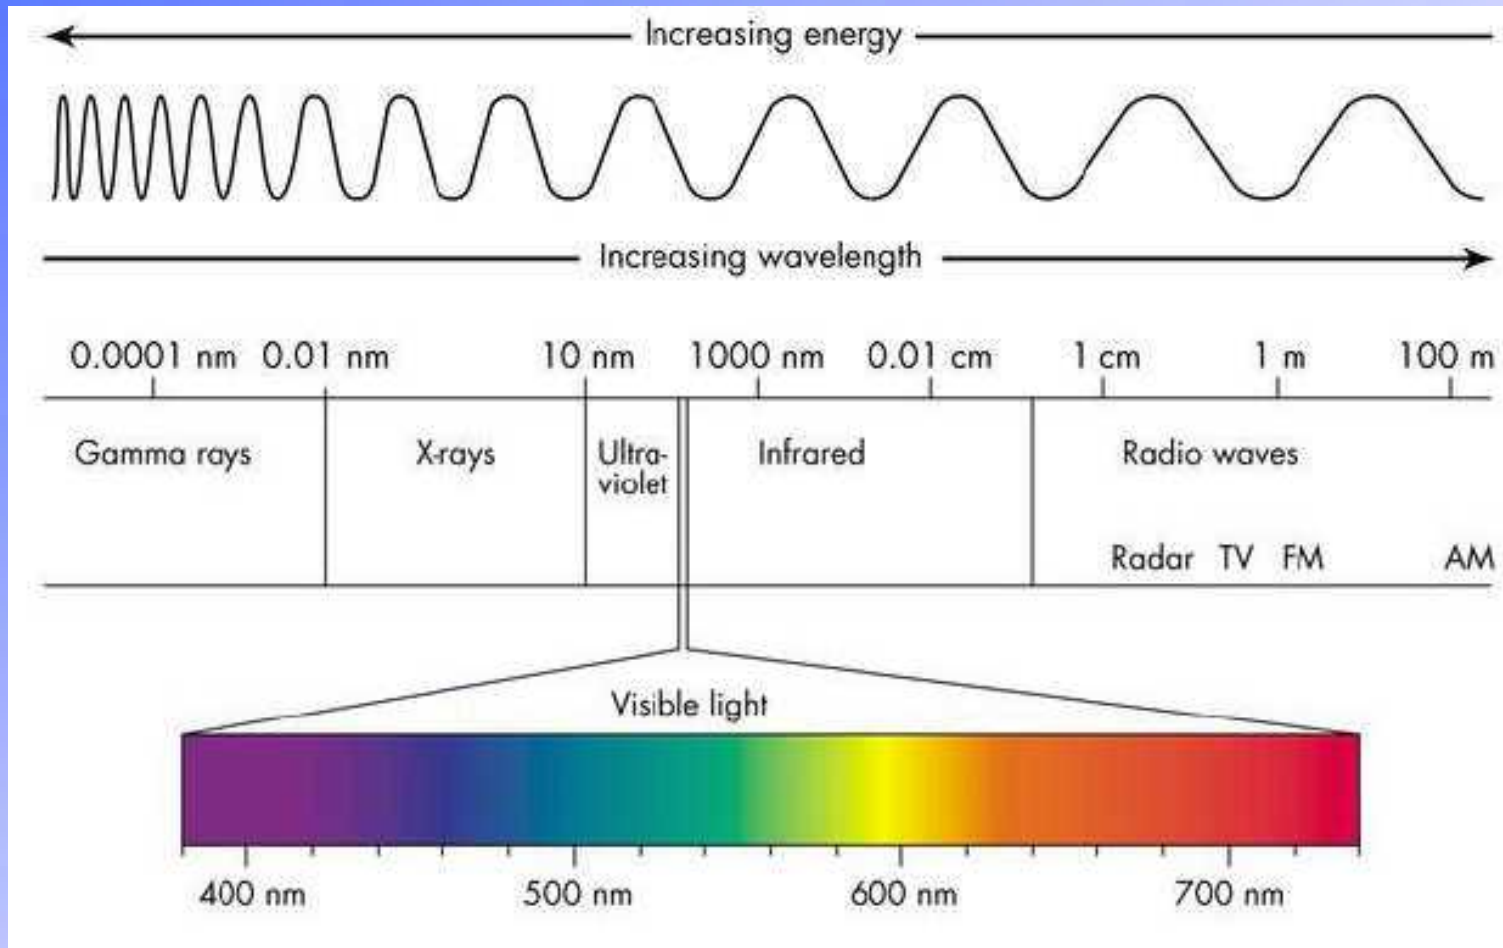 Increasing energy
Increasing wavelength
0.0001 nm 0.01 nm 10 nm 1000 nm 0.01 cm 1 cm 1 m 100 m
Gamma rays X-rays Ultra- Infrared Radio waves
violet
Radar TV FM AM
Visible light
400 nm 500 nm 600 nm 700 nm